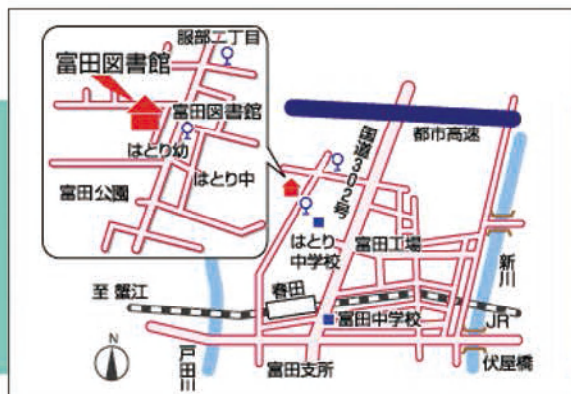 服部二丁目
富田図書館
富田図書館
はとり幼
はとり中
富田公園
都市高速
国道302号
はとり
中学校
富田工場
新川
至 蟹江
春田
JR
富田中学校
N
戸田川
富田支所
伏屋橋